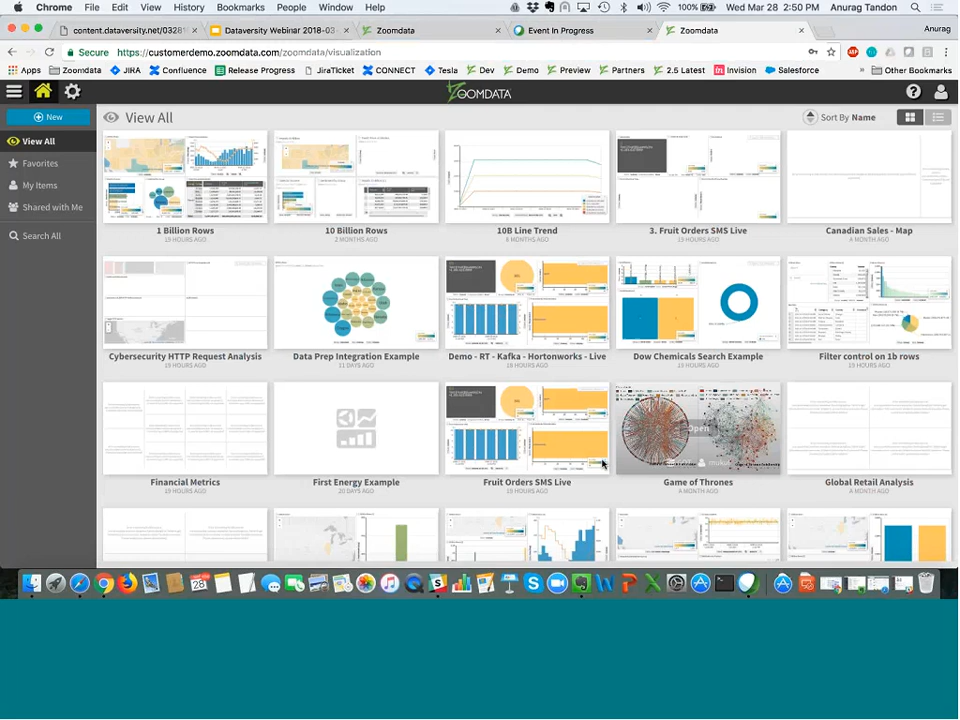 Chrome File Edit View History Bookmarks People Window Help 100% Wed Mar 28 2:50 PM Anurag Tandon
content.dataversity.net/0328 Dataversity Webinar 2018-03- Zoomdata Event In Progress Zoomdata Anurag
Secure https://customerdemo.zoomdata.com/zoomdata/visualization
Apps Zoomdata JIRA Confluence Release Progress JiraTicket CONNECT Tesla Dev Demo Preview Partners 2.5 Latest Invision Salesforce Other Bookmarks
ZOOMDATA
New
View All
Sort By Name
View All
Favorites
My Items
Shared with Me
Search All
1 Billion Rows
19 HOURS AGO
10 Billion Rows
2 MONTHS AGO
10B Line Trend
8 MONTHS AGO
3. Fruit Orders SMS Live
19 HOURS AGO
Canadian Sales - Map
A MONTH AGO
Cybersecurity HTTP Request Analysis
19 HOURS AGO
Data Prep Integration Example
11 DAYS AGO
Demo - RT - Kafka - Hortonworks - Live
19 HOURS AGO
Dow Chemicals Search Example
19 HOURS AGO
Filter control on 1b rows
19 HOURS AGO
Open
Financial Metrics
19 HOURS AGO
First Energy Example
20 DAYS AGO
Fruit Orders SMS Live
19 HOURS AGO
Game of Thrones
A MONTH AGO
Global Retail Analysis
A MONTH AGO